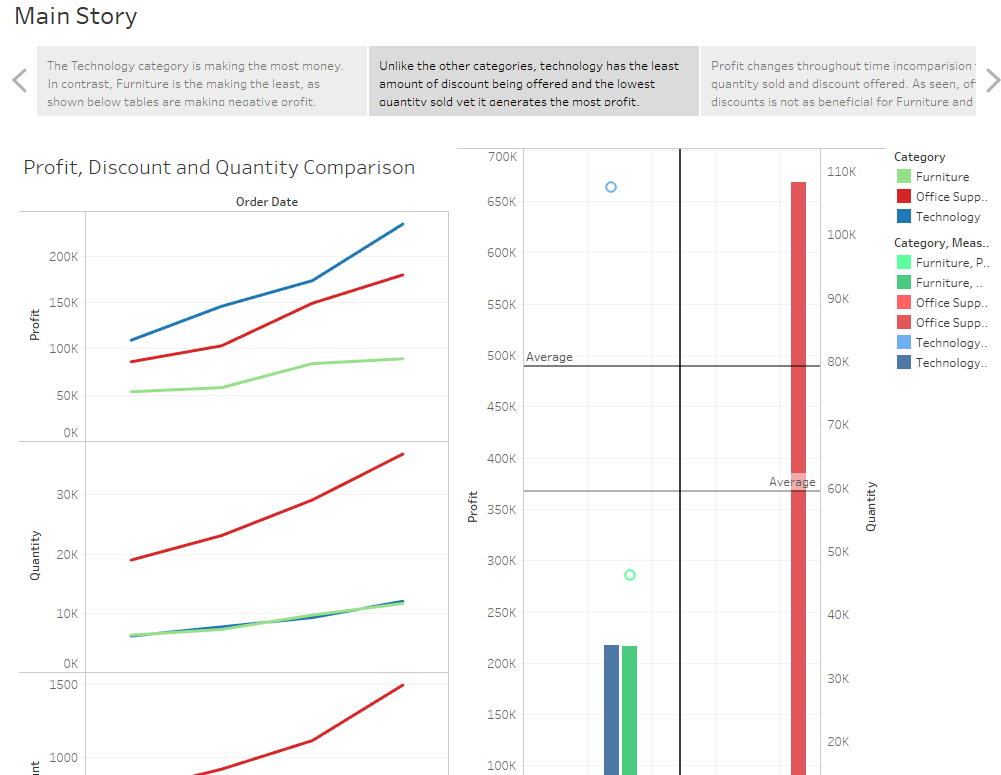 Main Story
The Technology category is making the most money.
In contrast, Furniture is the making the least, as
shown below tables are making negative profit.
Unlike the other categories, technology has the least
amount of discount being offered and the lowest
quantity sold yet it generates the most profit.
Profit changes throughout time incomparision
quantity sold and discount offered. As seen, of
discounts is not as beneficial for Furniture and
Profit, Discount and Quantity Comparison
Order Date
Profit
200K
150K
100K
50K
0K
Quantity
30K
20K
10K
0K
1500
1000
nt
Profit
700K
650K
600K
550K
500K
450K
400K
350K
300K
250K
200K
150K
100K
Average
Average
110K
100K
90K
80K
70K
60K
50K
40K
30K
20K
Quantity
Category
Furniture
Office Supp..
Technology
Category, Meas..
Furniture, P..
Furniture, ..
Office Supp..
Office Supp..
Technology..
Technology..